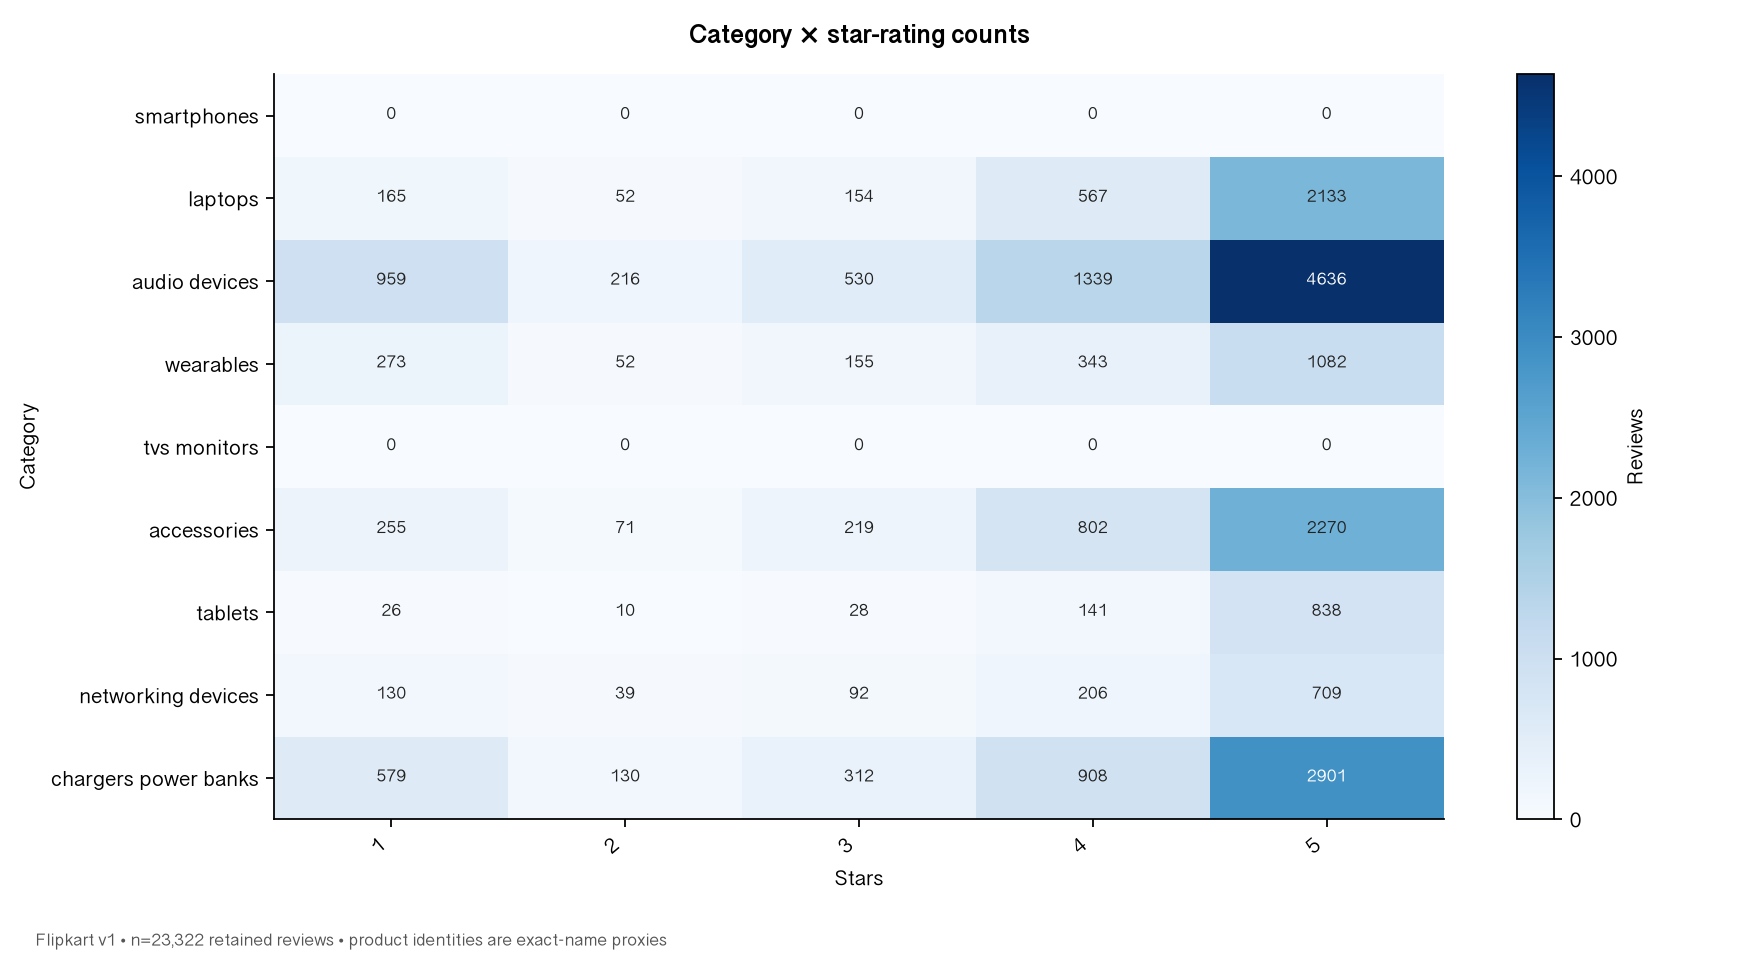 Category × star-rating counts
Category
smartphones 0 0 0 0 0
laptops 165 52 154 567 2133
audio devices 959 216 530 1339 4636
wearables 273 52 155 343 1082
tvs monitors 0 0 0 0 0
accessories 255 71 219 802 2270
tablets 26 10 28 141 838
networking devices 130 39 92 206 709
chargers power banks 579 130 312 908 2901
1 2 3 4 5
Stars
4000
3000
2000
1000
0
Reviews
Flipkart v1 • n=23,322 retained reviews • product identities are exact-name proxies